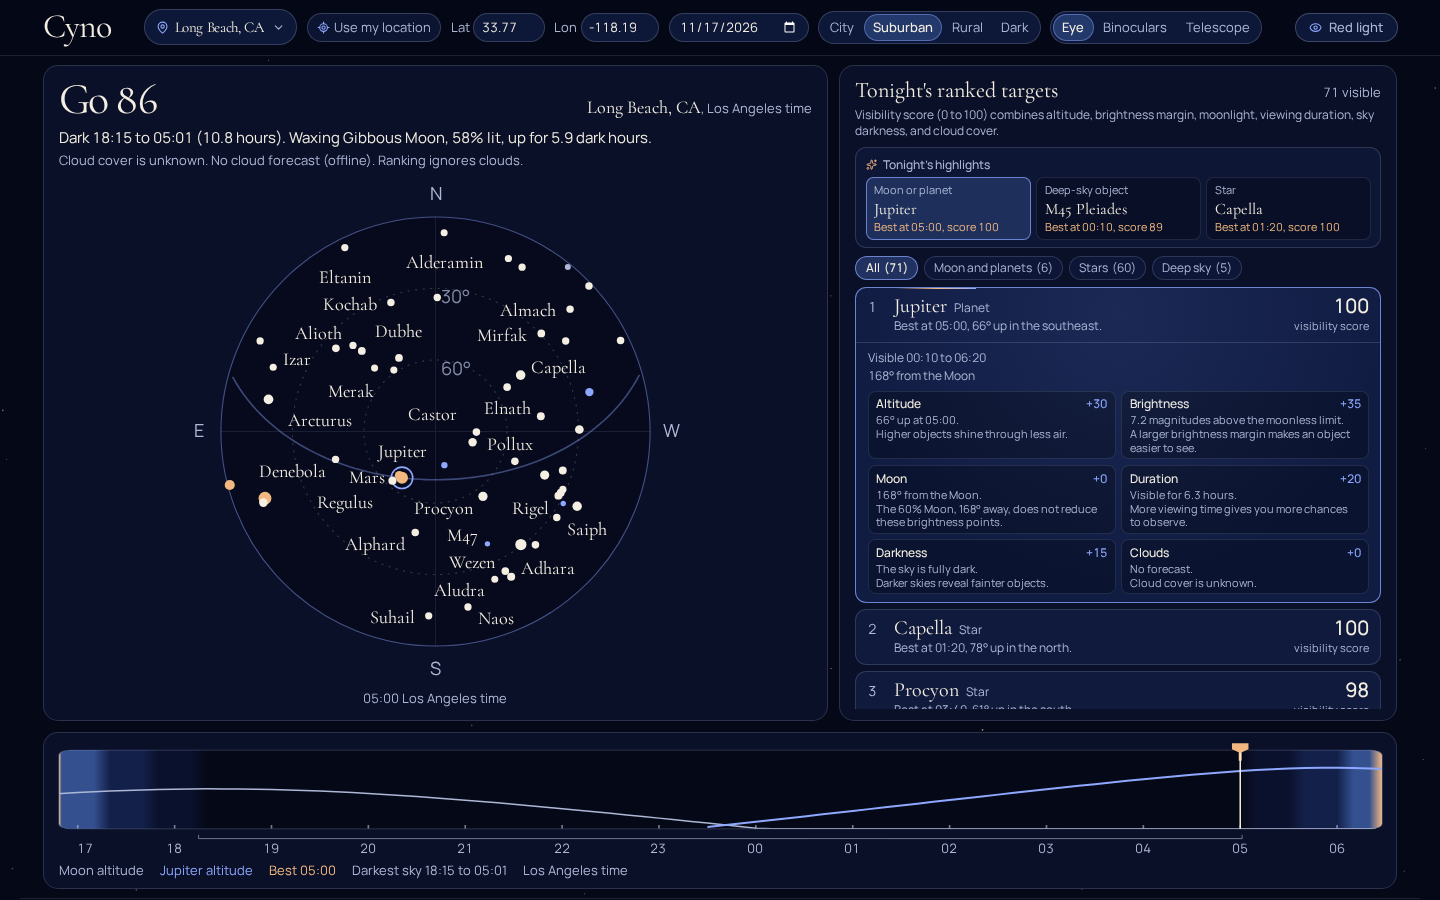 Cyno
Long Beach, CA
Use my location
Lat 33.77
Lon -118.19
11/17/2026
City Suburban Rural Dark
Eye Binoculars Telescope
Red light
Go 86
Long Beach, CA, Los Angeles time
Dark 18:15 to 05:01 (10.8 hours). Waxing Gibbous Moon, 58% lit, up for 5.9 dark hours.
Cloud cover is unknown. No cloud forecast (offline). Ranking ignores clouds.
N
Alderamin
Eltanin
30°
Kochab
Almach
Alioth
Dubhe
Mirfak
Izar
60°
Capella
Merak
Castor
Elnath
Arcturus
E
W
Pollux
Jupiter
Denebola
Mars
Regulus
Procyon
Rigel
Saiph
M47
Alphard
Wezen
Adhara
Aludra
Suhail
Naos
S
05:00 Los Angeles time
Tonight's ranked targets
71 visible
Visibility score (0 to 100) combines altitude, brightness margin, moonlight, viewing duration, sky
darkness, and cloud cover.
Tonight's highlights
Moon or planet
Jupiter
Best at 05:00, score 100
Deep-sky object
M45 Pleiades
Best at 00:10, score 89
Star
Capella
Best at 01:20, score 100
All (71)
Moon and planets (6)
Stars (60)
Deep sky (5)
1 Jupiter Planet 100
Best at 05:00, 66° up in the southeast. visibility score
Visible 00:10 to 06:20
168° from the Moon
Altitude +30
66° up at 05:00.
Higher objects shine through less air.
Brightness +35
7.2 magnitudes above the moonless limit.
A larger brightness margin makes an object
easier to see.
Moon +0
168° from the Moon.
The 60% Moon, 168° away, does not reduce
these brightness points.
Duration +20
Visible for 6.3 hours.
More viewing time gives you more chances
to observe.
Darkness +15
The sky is fully dark.
Darker skies reveal fainter objects.
Clouds +0
No forecast.
Cloud cover is unknown.
2 Capella Star 100
Best at 01:20, 78° up in the north. visibility score
3 Procyon Star 98
Best at 03:40, 61° up in the south. visibility score
17 18 19 20 21 22 23 00 01 02 03 04 05 06
Moon altitude Jupiter altitude Best 05:00 Darkest sky 18:15 to 05:01 Los Angeles time